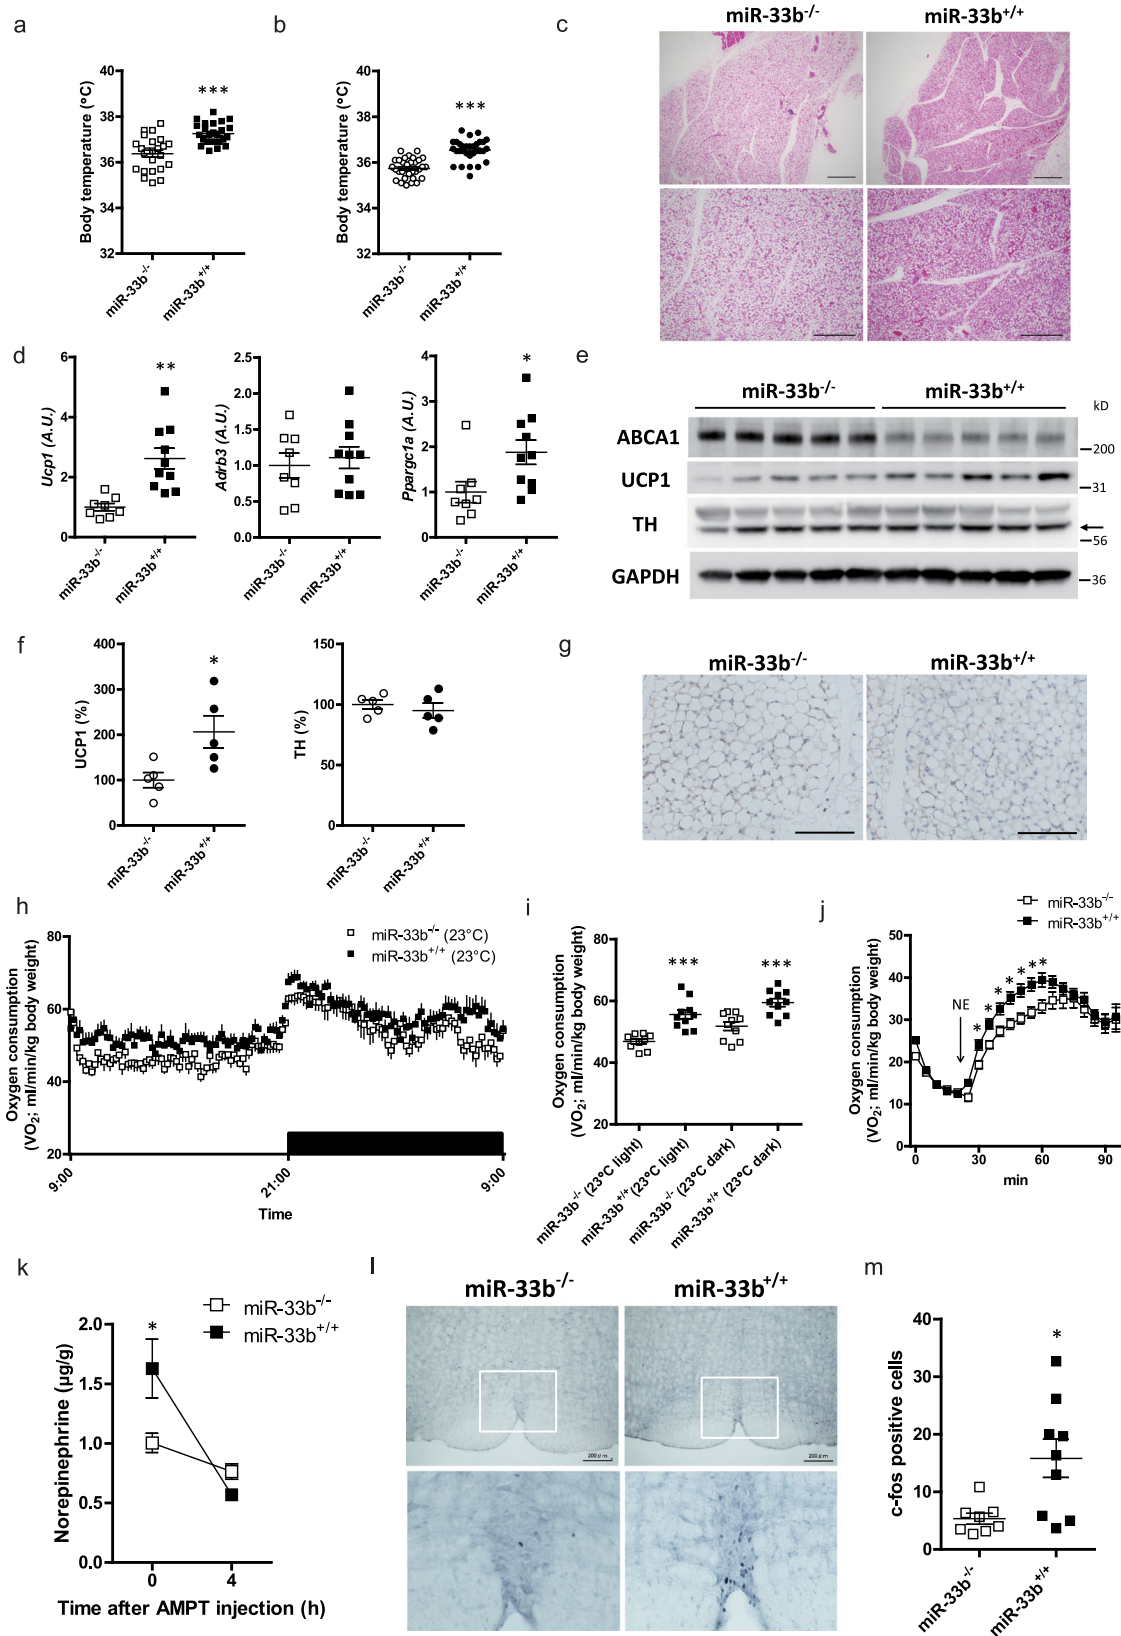 a
Body temperature (°C)
40
38
36
34
32
***
miR-33b-/-
miR-33b+/+
b
Body temperature (°C)
40
38
36
34
32
***
miR-33b-/-
miR-33b+/+
c
miR-33b-/-
miR-33b+/+
d
Ucp1 (A.U.)
6
4
2
0
**
miR-33b-/-
miR-33b+/+
Adrb3 (A.U.)
2.5
2.0
1.5
1.0
0.5
0.0
miR-33b-/-
miR-33b+/+
Ppargc1a (A.U.)
4
3
2
1
0
*
miR-33b-/-
miR-33b+/+
e
miR-33b-/-
miR-33b+/+
kD
ABCA1
200
UCP1
31
TH
56
GAPDH
36
f
UCP1 (%)
400
300
200
100
0
*
miR-33b-/-
miR-33b+/+
TH (%)
150
100
50
0
miR-33b-/-
miR-33b+/+
g
miR-33b-/-
miR-33b+/+
h
Oxygen consumption
(VO2; ml/min/kg body weight)
80
60
40
20
miR-33b-/- (23°C)
miR-33b+/+ (23°C)
9:00
21:00
9:00
Time
i
Oxygen consumption
(VO2; ml/min/kg body weight)
80
60
40
20
***
***
miR-33b-/- (23°C light)
miR-33b+/+ (23°C light)
miR-33b-/- (23°C dark)
miR-33b+/+ (23°C dark)
j
miR-33b-/-
miR-33b+/+
Oxygen consumption
(VO2; ml/min/kg body weight)
50
40
30
20
10
0
NE
* * * * * * *
0
30
60
90
min
k
miR-33b-/-
miR-33b+/+
Norepinephrine (µg/g)
2.0
1.5
1.0
0.5
0.0
*
0
4
Time after AMPT injection (h)
l
miR-33b-/-
miR-33b+/+
200µm
200µm
m
c-fos positive cells
40
30
20
10
0
*
miR-33b-/-
miR-33b+/+